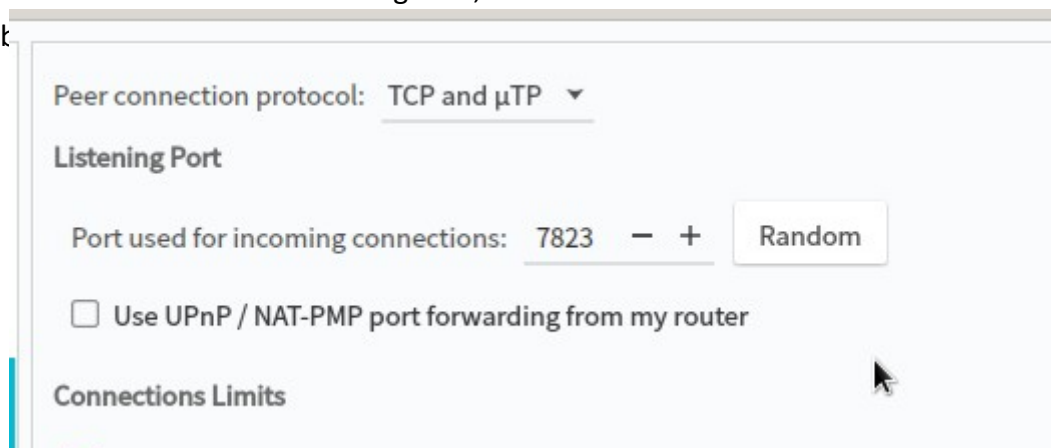 Peer connection protocol: TCP and µTP
Listening Port
Port used for incoming connections: 7823 − + Random
Use UPnP / NAT-PMP port forwarding from my router
Connections Limits